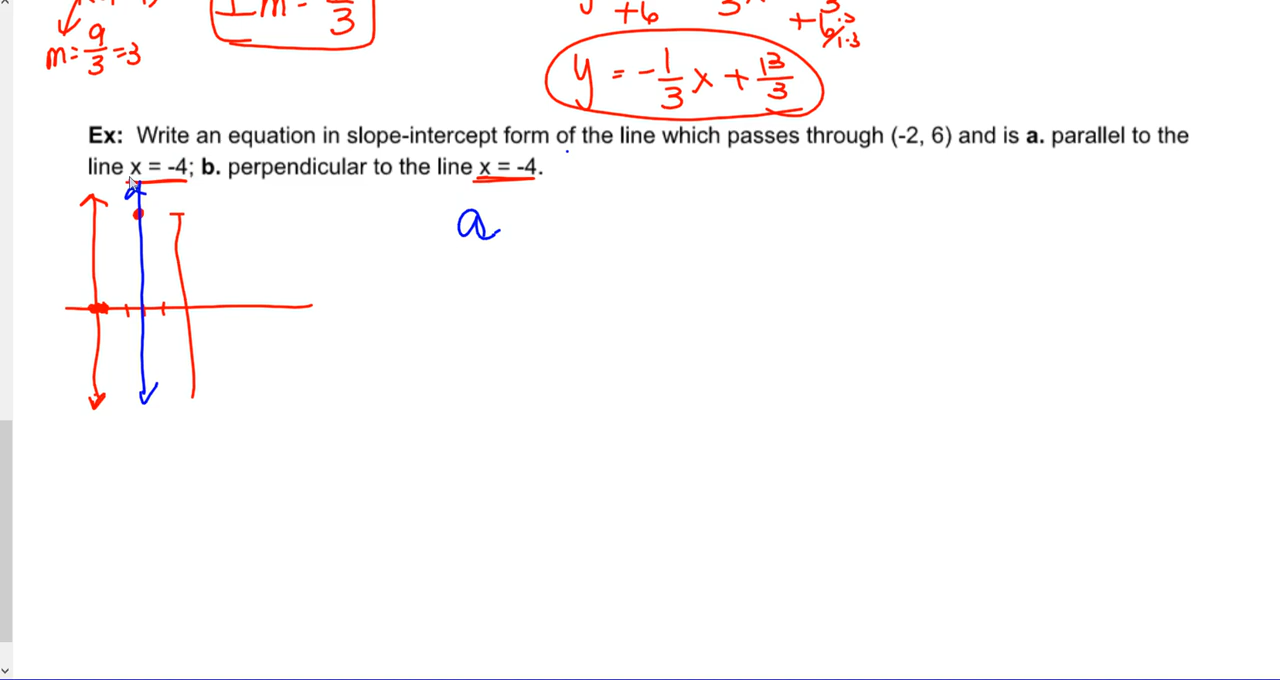 m = 9/3 = 3
⊥ m = /3
+6
y = -1/3 x + 13/3
Ex: Write an equation in slope-intercept form of the line which passes through (-2, 6) and is a. parallel to the
line x = -4; b. perpendicular to the line x = -4.
a